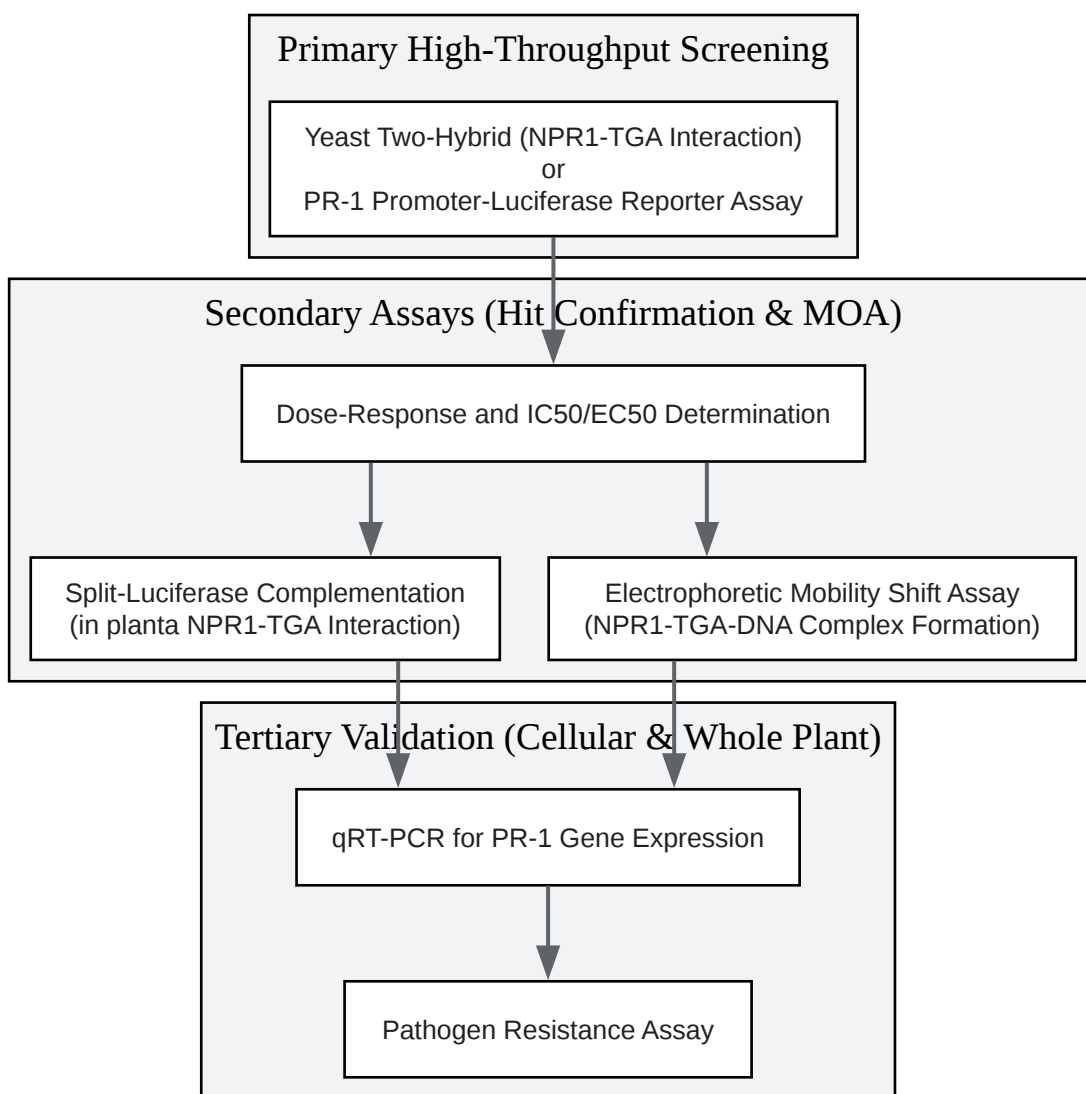 Primary High-Throughput Screening
Yeast Two-Hybrid (NPR1-TGA Interaction)
or
PR-1 Promoter-Luciferase Reporter Assay
Secondary Assays (Hit Confirmation & MOA)
Dose-Response and IC50/EC50 Determination
Split-Luciferase Complementation
(in planta NPR1-TGA Interaction)
Electrophoretic Mobility Shift Assay
(NPR1-TGA-DNA Complex Formation)
Tertiary Validation (Cellular & Whole Plant)
qRT-PCR for PR-1 Gene Expression
Pathogen Resistance Assay